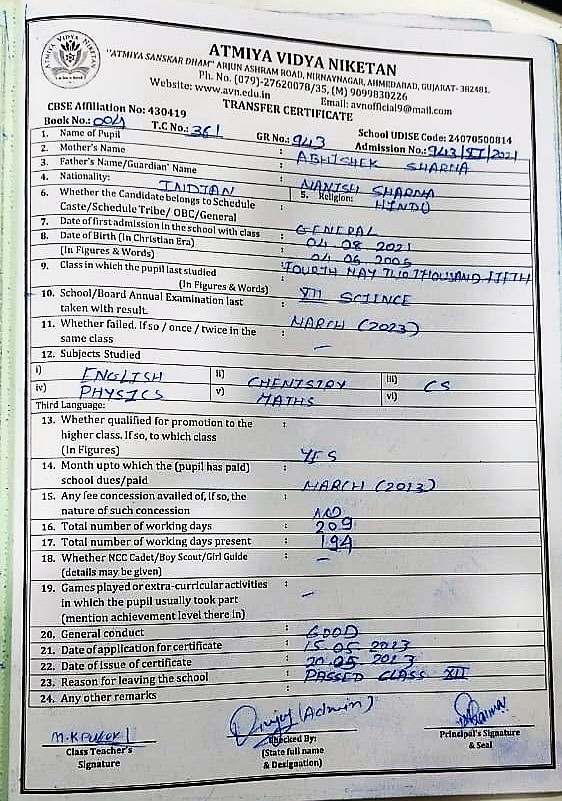 ATMIYA VIDYA NIKETAN
ATMIYA VIDYA NIKETAN
"ATMIYA SANSKAR DHAM" ARJUN ASHRAM ROAD, NIRNAYNAGAR, AHMEDABAD, GUJARAT- 382481.
Ph. No. (079)-27620078/35, (M) 9099830226
Website: www.avn.edu.in Email: avnofficial9@mail.com
TRANSFER CERTIFICATE
CBSE Affiliation No: 430419 School UDISE Code: 24070500814
Book No.: 004 T.C No.: 361 GR No.: 943 Admission No.: 943/XI/2021
1. Name of Pupil : ABHISHEK SHARMA
2. Mother's Name
3. Father's Name/Guardian' Name : MANISH SHARMA
4. Nationality: INDIAN 5. Religion: HINDU
6. Whether the Candidate belongs to Schedule
Caste/Schedule Tribe/ OBC/General : GENERAL
7. Date of first admission in the school with class : 04 08 2021
8. Date of Birth (In Christian Era) : 04 05 2005
(In Figures & Words) FOURTH MAY TWO THOUSAND FIFTH
9. Class in which the pupil last studied
(In Figures & Words) : XII SCIENCE
10. School/Board Annual Examination last
taken with result. : MARCH (2023)
11. Whether failed. If so / once / twice in the
same class : —
12. Subjects Studied :
i) ENGLISH ii) CHEMISTRY iii) CS
iv) PHYSICS v) MATHS vi)
Third Language:
13. Whether qualified for promotion to the
higher class. If so, to which class
(In Figures) : YES
14. Month upto which the (pupil has paid)
school dues/paid : MARCH (2023)
15. Any fee concession availed of, if so, the
nature of such concession : NO
16. Total number of working days : 209
17. Total number of working days present : 194
18. Whether NCC Cadet/Boy Scout/Girl Guide
(details may be given) : —
19. Games played or extra-curricular activities
in which the pupil usually took part
(mention achievement level there in) : —
20. General conduct : GOOD
21. Date of application for certificate : 15.05 2023
22. Date of issue of certificate : 20.05 2023
23. Reason for leaving the school : PASSED CLASS XII
24. Any other remarks :
(Admin)
Class Teacher's
Signature
Checked By:
(State full name
& Designation)
Principal's Signature
& Seal